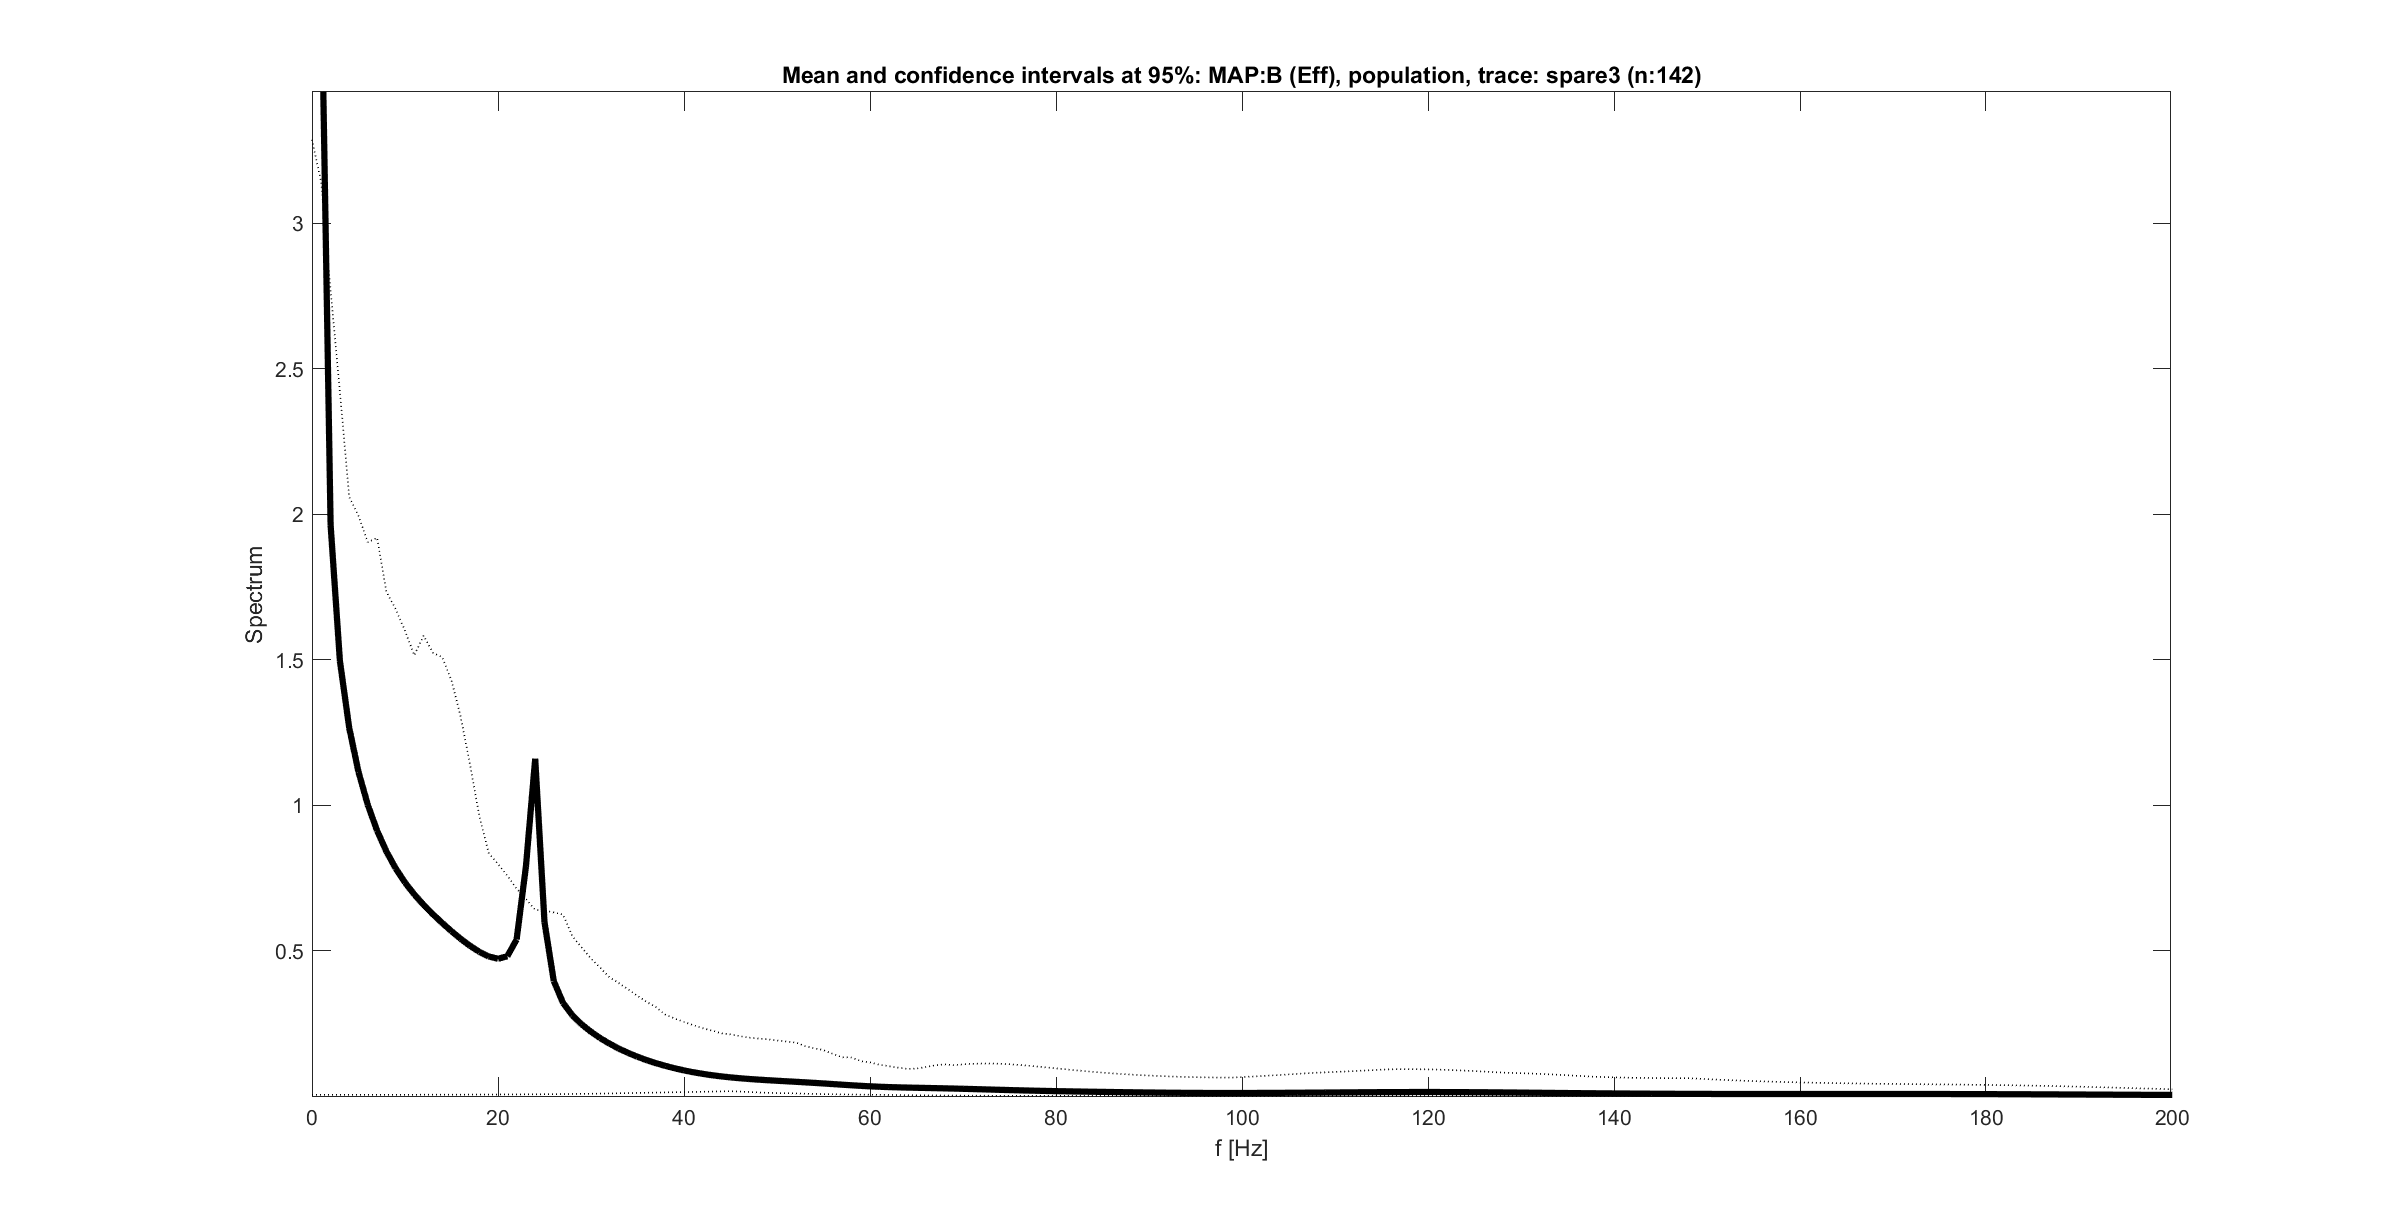 Mean and confidence intervals at 95%: MAP:B (Eff), population, trace: spare3 (n:142)
3
2.5
2
1.5
1
0.5
Spectrum
0 20 40 60 80 100 120 140 160 180 200
f [Hz]